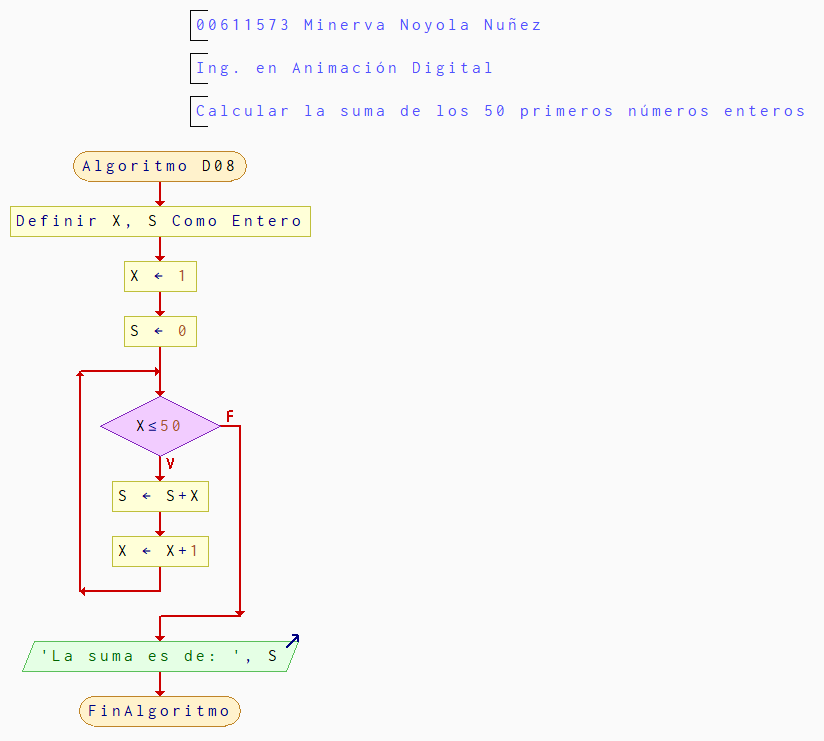 00611573 Minerva Noyola Nuñez
Ing. en Animación Digital
Calcular la suma de los 50 primeros números enteros
Algoritmo D08
Definir X, S Como Entero
X ← 1
S ← 0
X≤50
F
V
S ← S+X
X ← X+1
'La suma es de: ', S
FinAlgoritmo